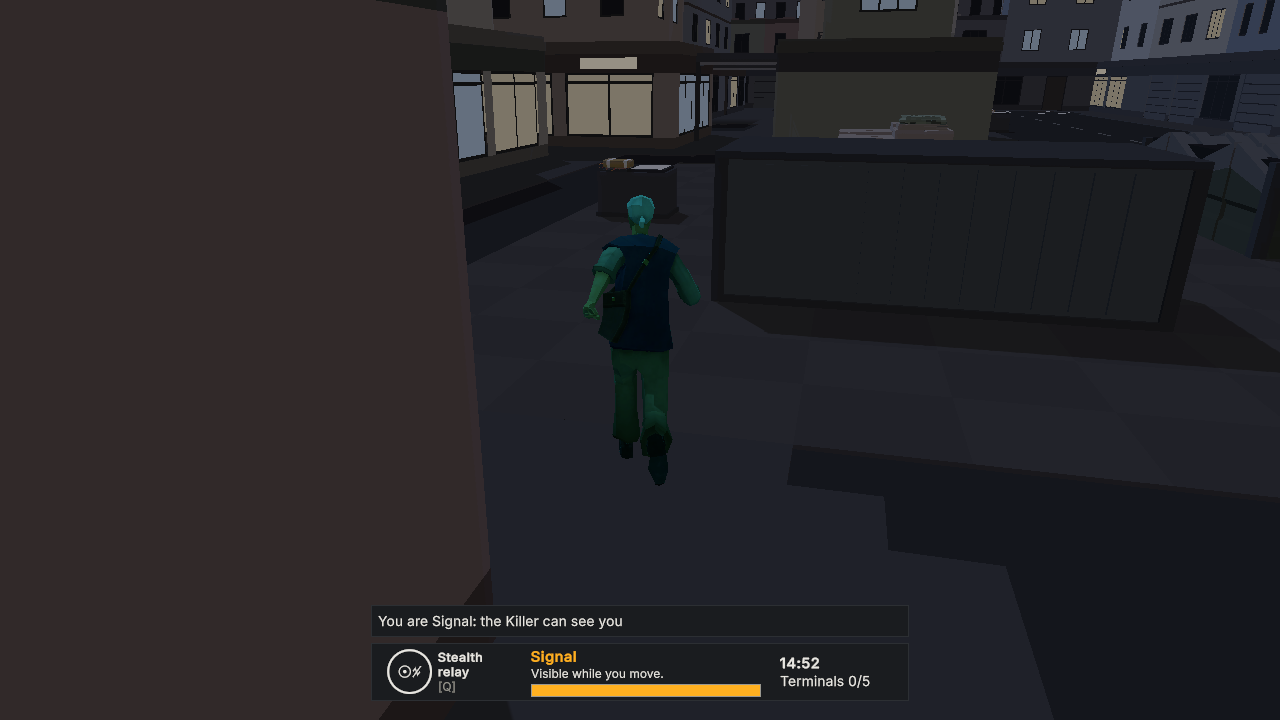 You are Signal: the Killer can see you
Stealth relay
[Q]
Signal
Visible while you move.
14:52
Terminals 0/5